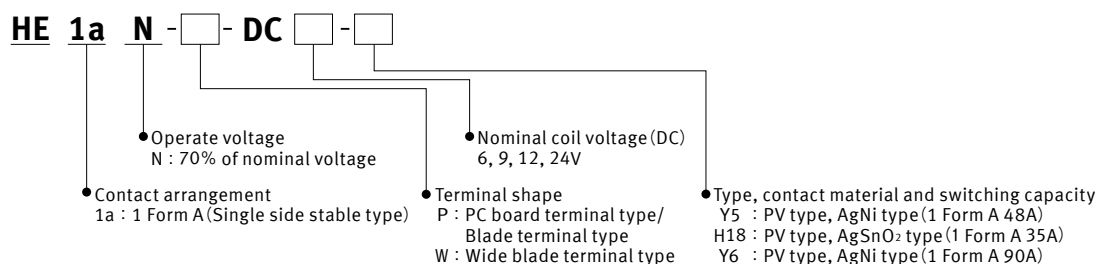 HE 1a N - □ - DC □ - □
Operate voltage
N : 70% of nominal voltage
Nominal coil voltage (DC)
6, 9, 12, 24V
Contact arrangement
1a : 1 Form A (Single side stable type)
Terminal shape
P : PC board terminal type/
Blade terminal type
W : Wide blade terminal type
Type, contact material and switching capacity
Y5 : PV type, AgNi type (1 Form A 48A)
H18 : PV type, AgSnO₂ type (1 Form A 35A)
Y6 : PV type, AgNi type (1 Form A 90A)